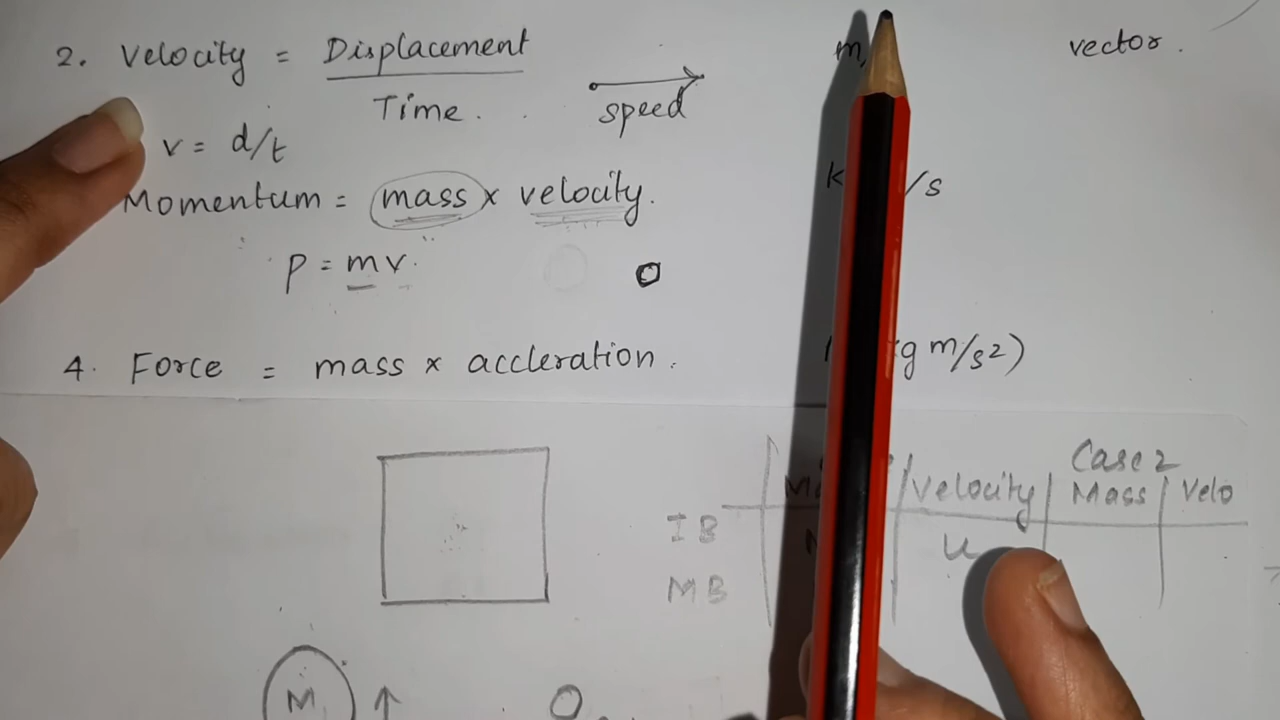 2. Velocity = Displacement vector.
Time. speed
v = d/t
Momentum = mass x velocity. /s
p = mv.
4. Force = mass x accleration. g m/s2)
Case 2
Velocity Mass Velo
IB u
MB
M